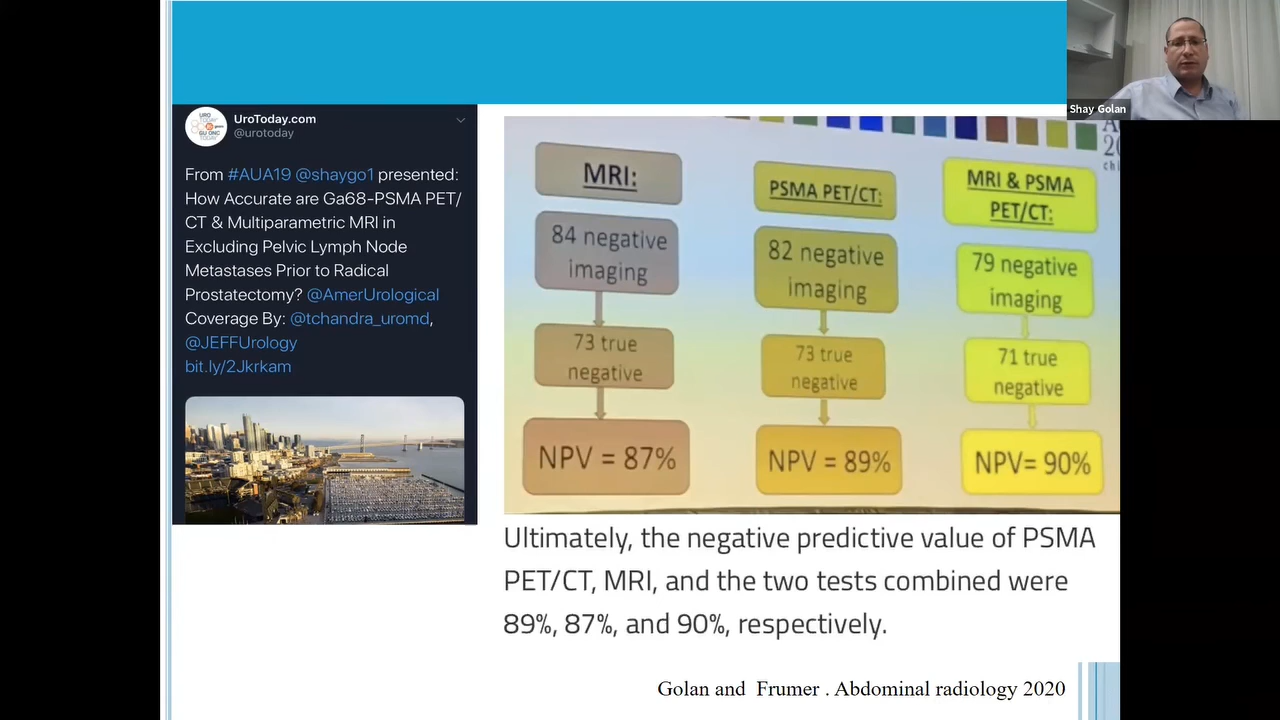 Shay Golan
UroToday.com
@urotoday
From #AUA19 @shaygo1 presented:
How Accurate are Ga68-PSMA PET/
CT & Multiparametric MRI in
Excluding Pelvic Lymph Node
Metastases Prior to Radical
Prostatectomy? @AmerUrological
Coverage By: @tchandra_uromd,
@JEFFUrology
bit.ly/2Jkrkam
MRI:
84 negative
imaging
73 true
negative
NPV = 87%
PSMA PET/CT:
82 negative
imaging
73 true
negative
NPV = 89%
MRI & PSMA
PET/CT:
79 negative
imaging
71 true
negative
NPV= 90%
Ultimately, the negative predictive value of PSMA
PET/CT, MRI, and the two tests combined were
89%, 87%, and 90%, respectively.
Golan and Frumer . Abdominal radiology 2020